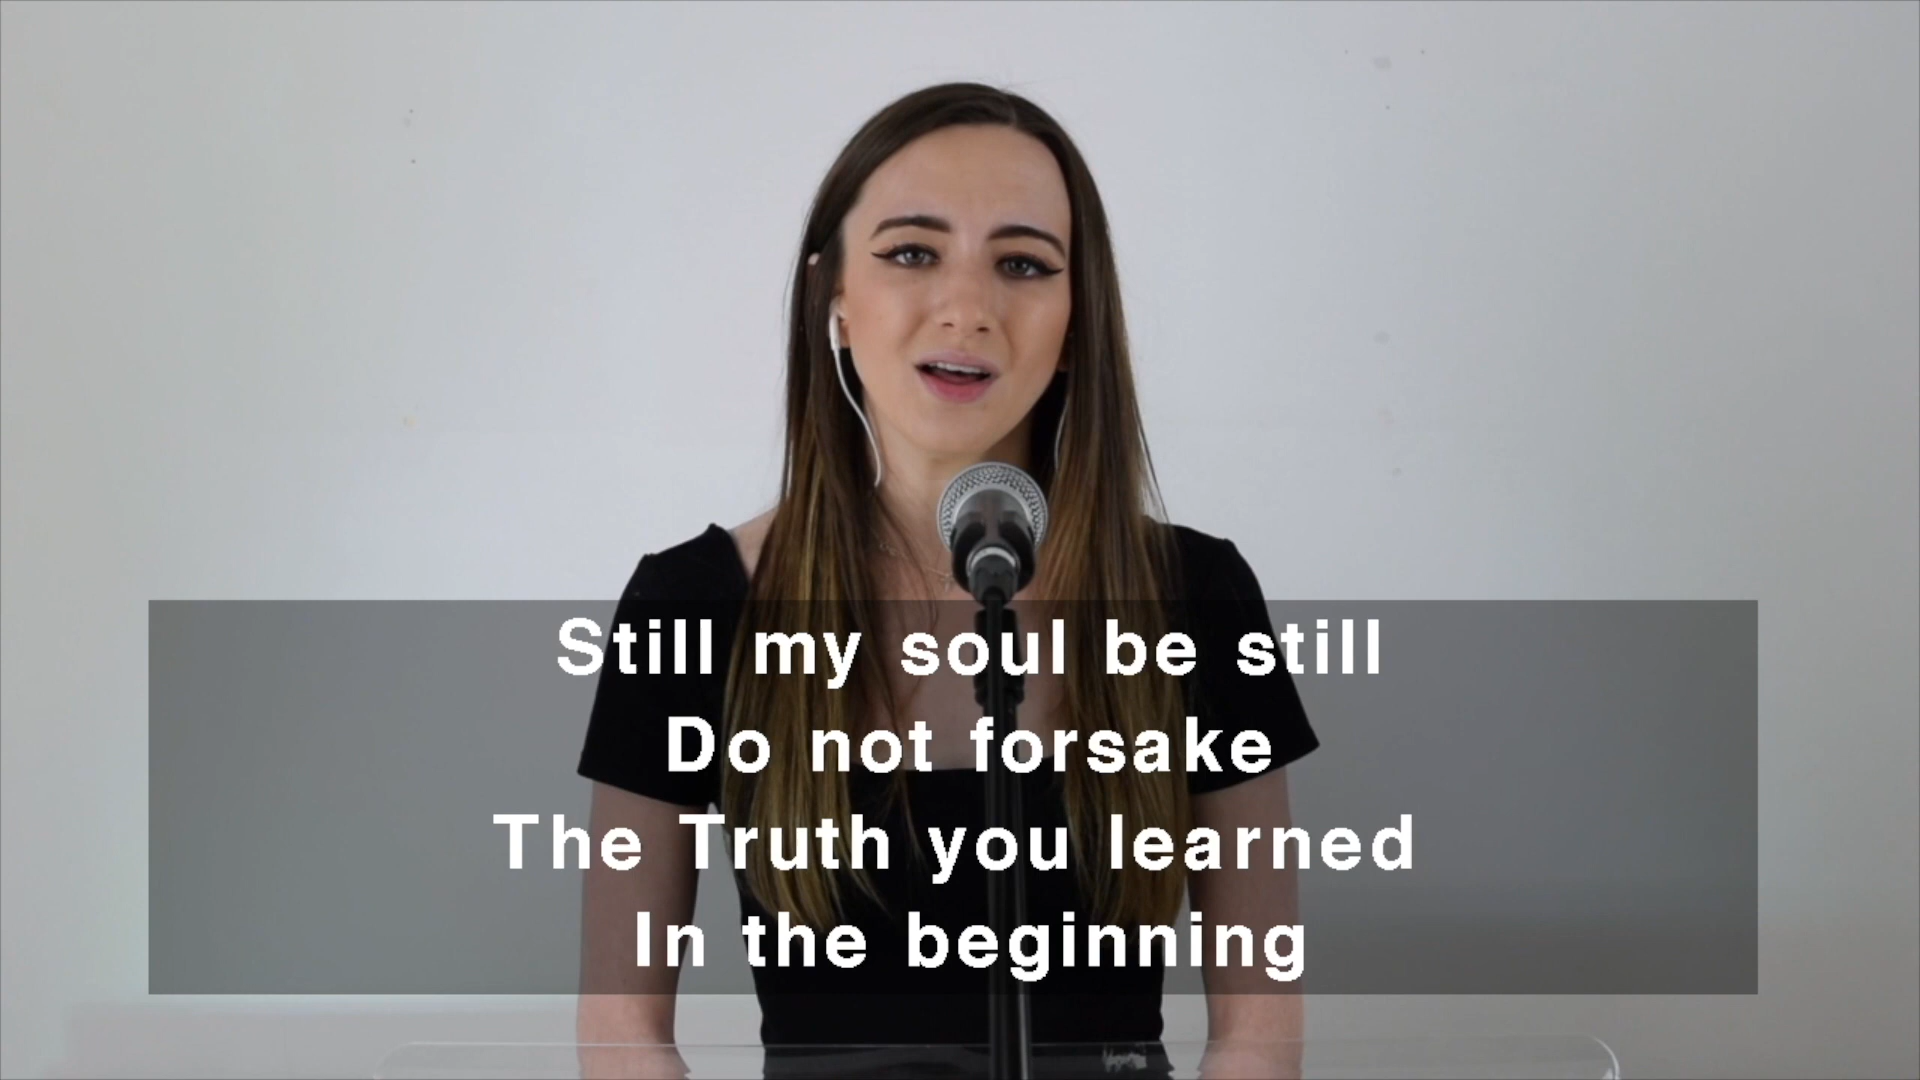 Still my soul be still
Do not forsake
The Truth you learned
In the beginning